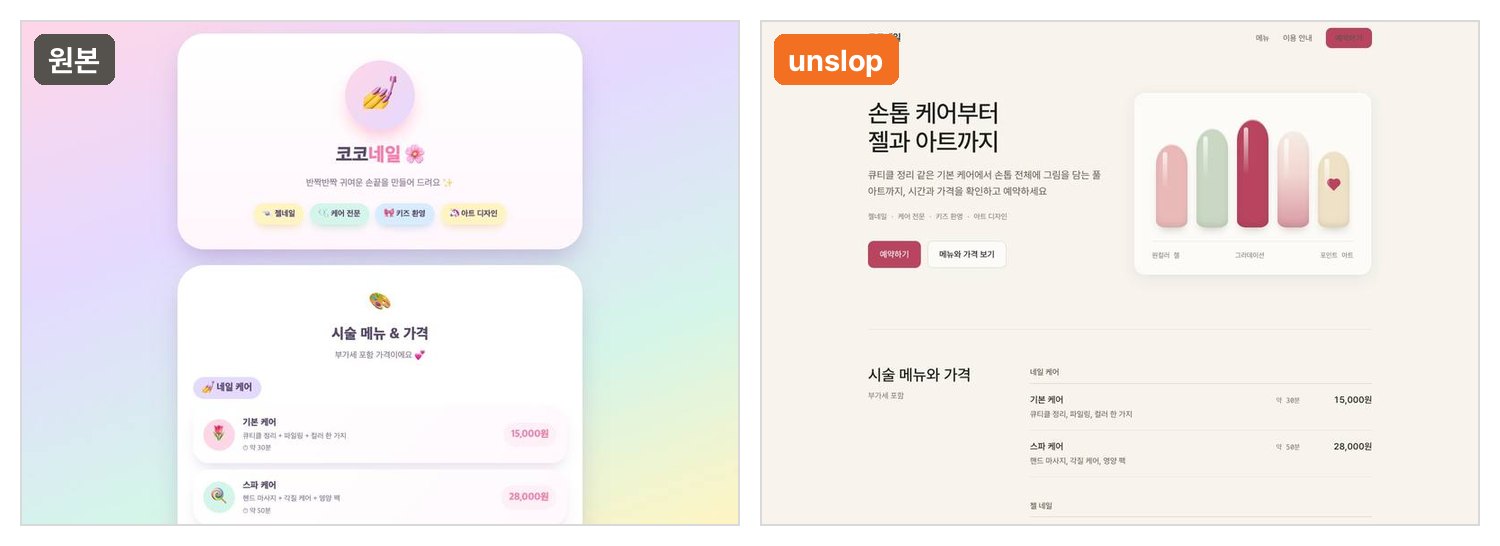 원본
코코네일
반짝반짝 귀여운 손끝을 만들어 드려요
젤네일
케어 전문
키즈 환영
아트 디자인
시술 메뉴 & 가격
부가세 포함 가격이에요
네일 케어
기본 케어
큐티클 정리 + 파일링 + 컬러 한 가지
약 30분
15,000원
스파 케어
핸드 마사지 + 각질 케어 + 영양 팩
약 50분
28,000원
unslop
메뉴
이용 안내
예약하기
손톱 케어부터
젤과 아트까지
큐티클 정리 같은 기본 케어에서 손톱 전체에 그림을 담는 풀
아트까지, 시간과 가격을 확인하고 예약하세요
젤네일 · 케어 전문 · 키즈 환영 · 아트 디자인
예약하기
메뉴와 가격 보기
원컬러 젤
그라데이션
포인트 아트
시술 메뉴와 가격
부가세 포함
네일 케어
기본 케어
약 30분
15,000원
큐티클 정리, 파일링, 컬러 한 가지
스파 케어
약 50분
28,000원
핸드 마사지, 각질 케어, 영양 팩
젤 네일